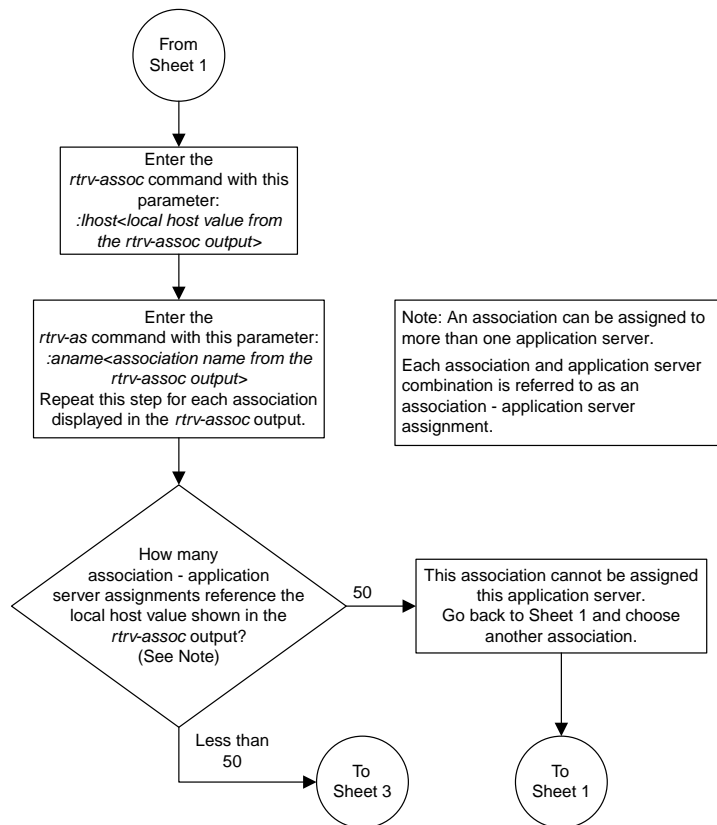 From
Sheet 1
Enter the
rtrv-assoc command with this
parameter:
:lhost<local host value from
the rtrv-assoc output>
Enter the
rtrv-as command with this parameter:
:aname<association name from the
rtrv-assoc output>
Repeat this step for each association
displayed in the rtrv-assoc output.
Note: An association can be assigned to
more than one application server.
Each association and application server
combination is referred to as an
association - application server
assignment.
How many
association - application
server assignments reference the
local host value shown in the
rtrv-assoc output?
(See Note)
50
This association cannot be assigned
this application server.
Go back to Sheet 1 and choose
another association.
Less than
50
To
Sheet 3
To
Sheet 1